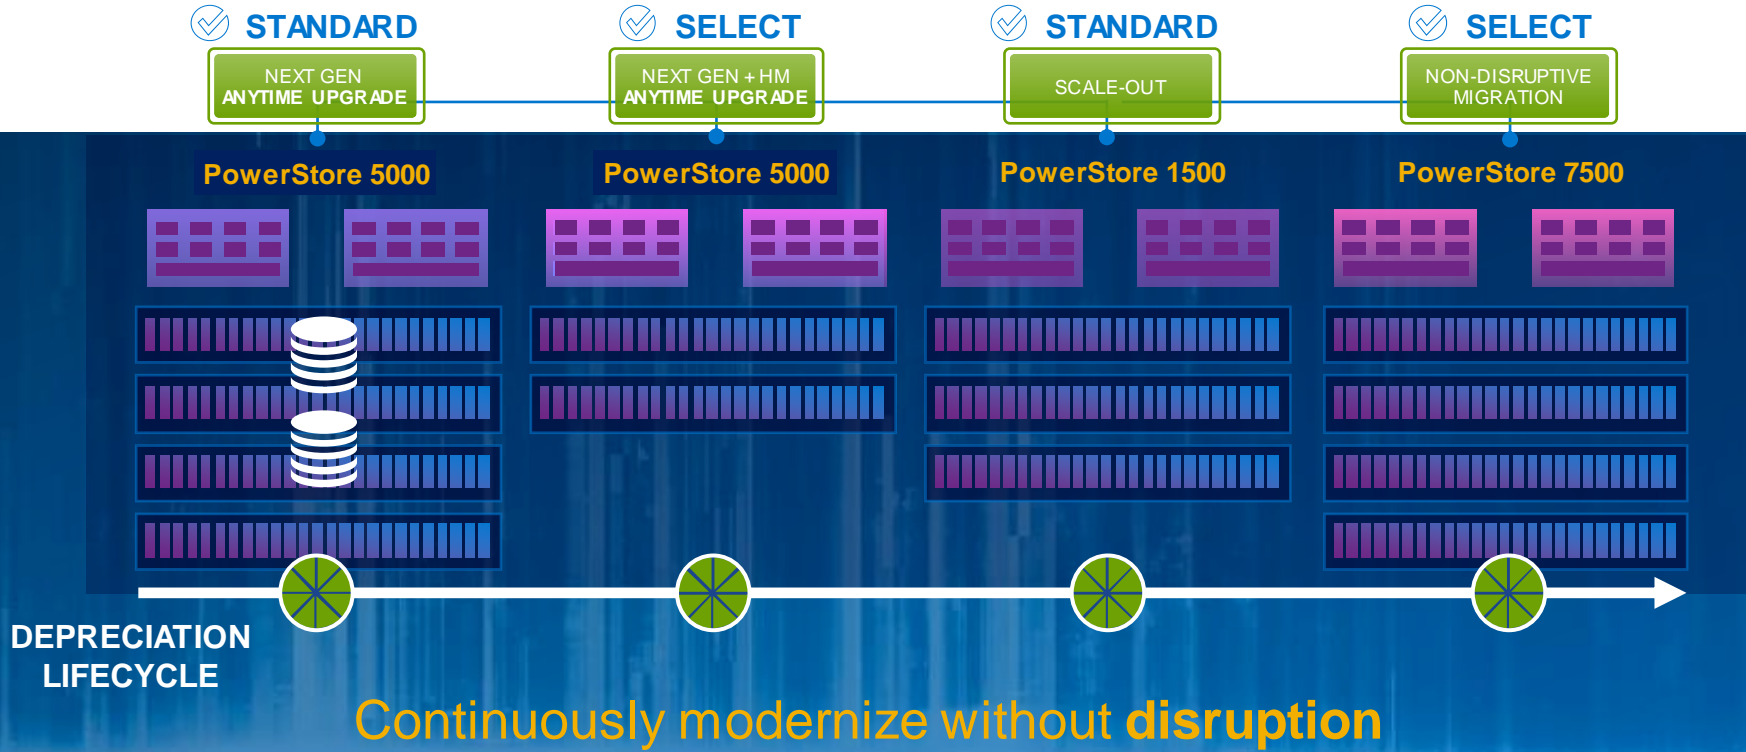 STANDARD
SELECT
STANDARD
SELECT
NEXT GEN
ANYTIME UPGRADE
NEXT GEN + HM
ANYTIME UPGRADE
SCALE-OUT
NON-DISRUPTIVE
MIGRATION
PowerStore 5000
PowerStore 5000
PowerStore 1500
PowerStore 7500
DEPRECIATION
LIFECYCLE
Continuously modernize without disruption